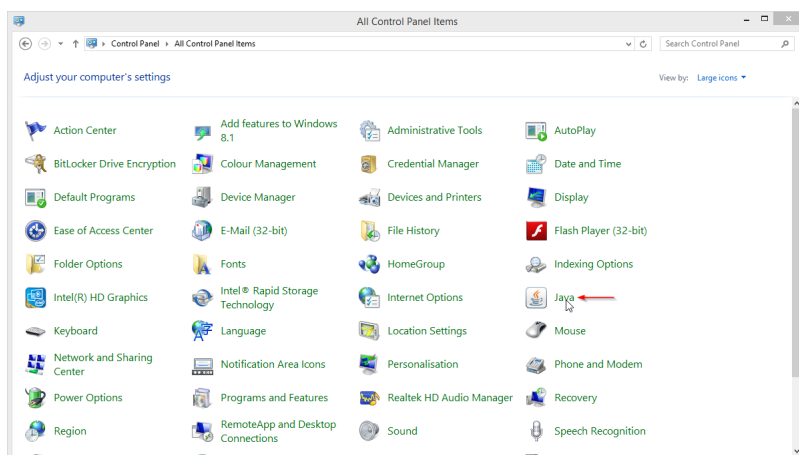 All Control Panel Items
Control Panel
All Control Panel Items
Search Control Panel
Adjust your computer's settings
View by: Large icons
Action Center
Add features to Windows
8.1
Administrative Tools
AutoPlay
BitLocker Drive Encryption
Colour Management
Credential Manager
Date and Time
Default Programs
Device Manager
Devices and Printers
Display
Ease of Access Center
E-Mail (32-bit)
File History
Flash Player (32-bit)
Folder Options
Fonts
HomeGroup
Indexing Options
Intel(R) HD Graphics
Intel® Rapid Storage
Technology
Internet Options
Java
Keyboard
Language
Location Settings
Mouse
Network and Sharing
Center
Notification Area Icons
Personalisation
Phone and Modem
Power Options
Programs and Features
Realtek HD Audio Manager
Recovery
Region
RemoteApp and Desktop
Connections
Sound
Speech Recognition